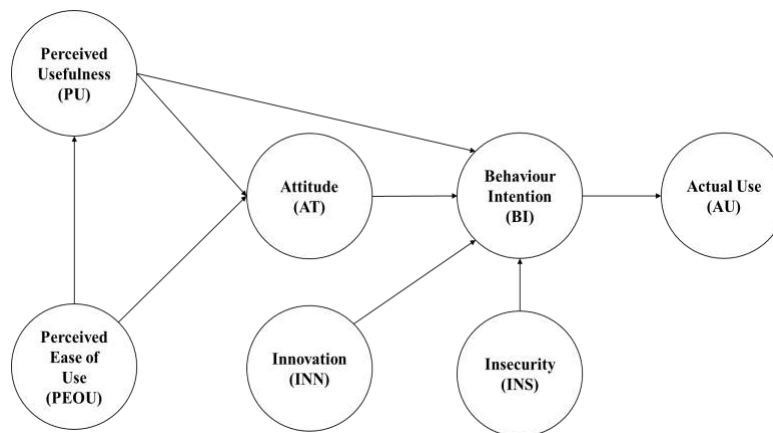 Perceived
Usefulness
(PU)
Attitude
(AT)
Behaviour
Intention
(BI)
Actual Use
(AU)
Perceived
Ease of
Use
(PEOU)
Innovation
(INN)
Insecurity
(INS)